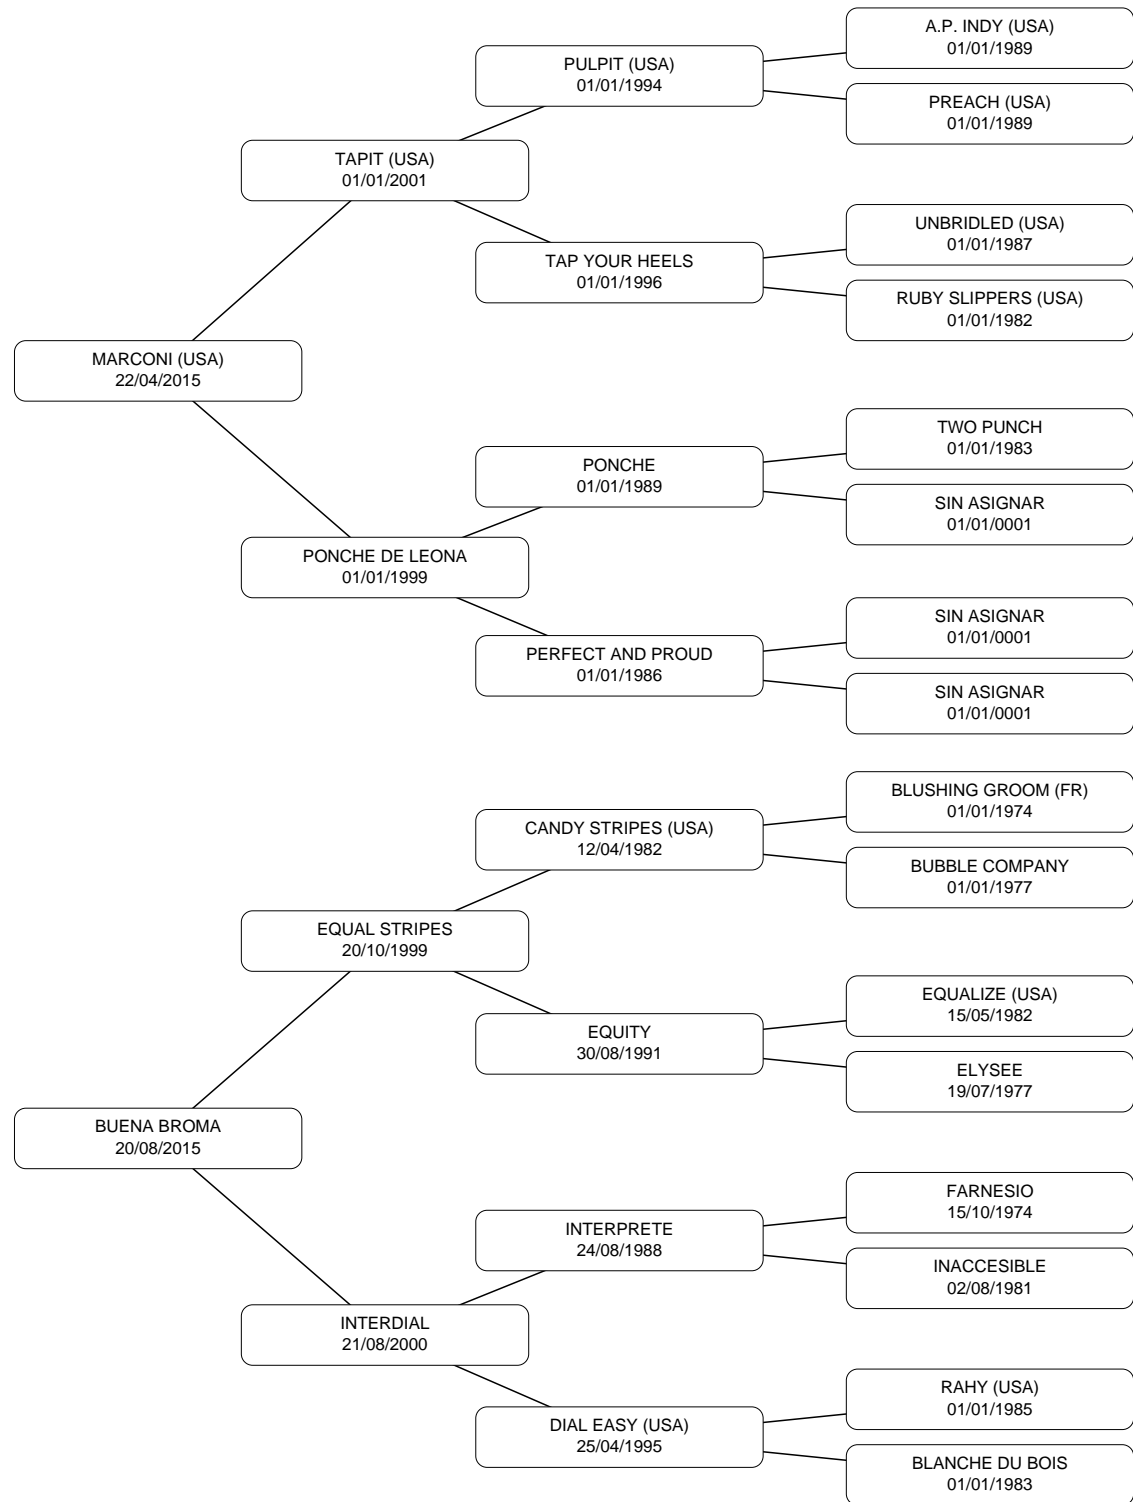 A.P. INDY (USA)
01/01/1989
PULPIT (USA)
01/01/1994
PREACH (USA)
01/01/1989
TAPIT (USA)
01/01/2001
UNBRIDLED (USA)
01/01/1987
TAP YOUR HEELS
01/01/1996
RUBY SLIPPERS (USA)
01/01/1982
MARCONI (USA)
22/04/2015
TWO PUNCH
01/01/1983
PONCHE
01/01/1989
SIN ASIGNAR
01/01/0001
PONCHE DE LEONA
01/01/1999
SIN ASIGNAR
01/01/0001
PERFECT AND PROUD
01/01/1986
SIN ASIGNAR
01/01/0001
BLUSHING GROOM (FR)
01/01/1974
CANDY STRIPES (USA)
12/04/1982
BUBBLE COMPANY
01/01/1977
EQUAL STRIPES
20/10/1999
EQUALIZE (USA)
15/05/1982
EQUITY
30/08/1991
ELYSEE
19/07/1977
BUENA BROMA
20/08/2015
FARNESIO
15/10/1974
INTERPRETE
24/08/1988
INACCESIBLE
02/08/1981
INTERDIAL
21/08/2000
RAHY (USA)
01/01/1985
DIAL EASY (USA)
25/04/1995
BLANCHE DU BOIS
01/01/1983